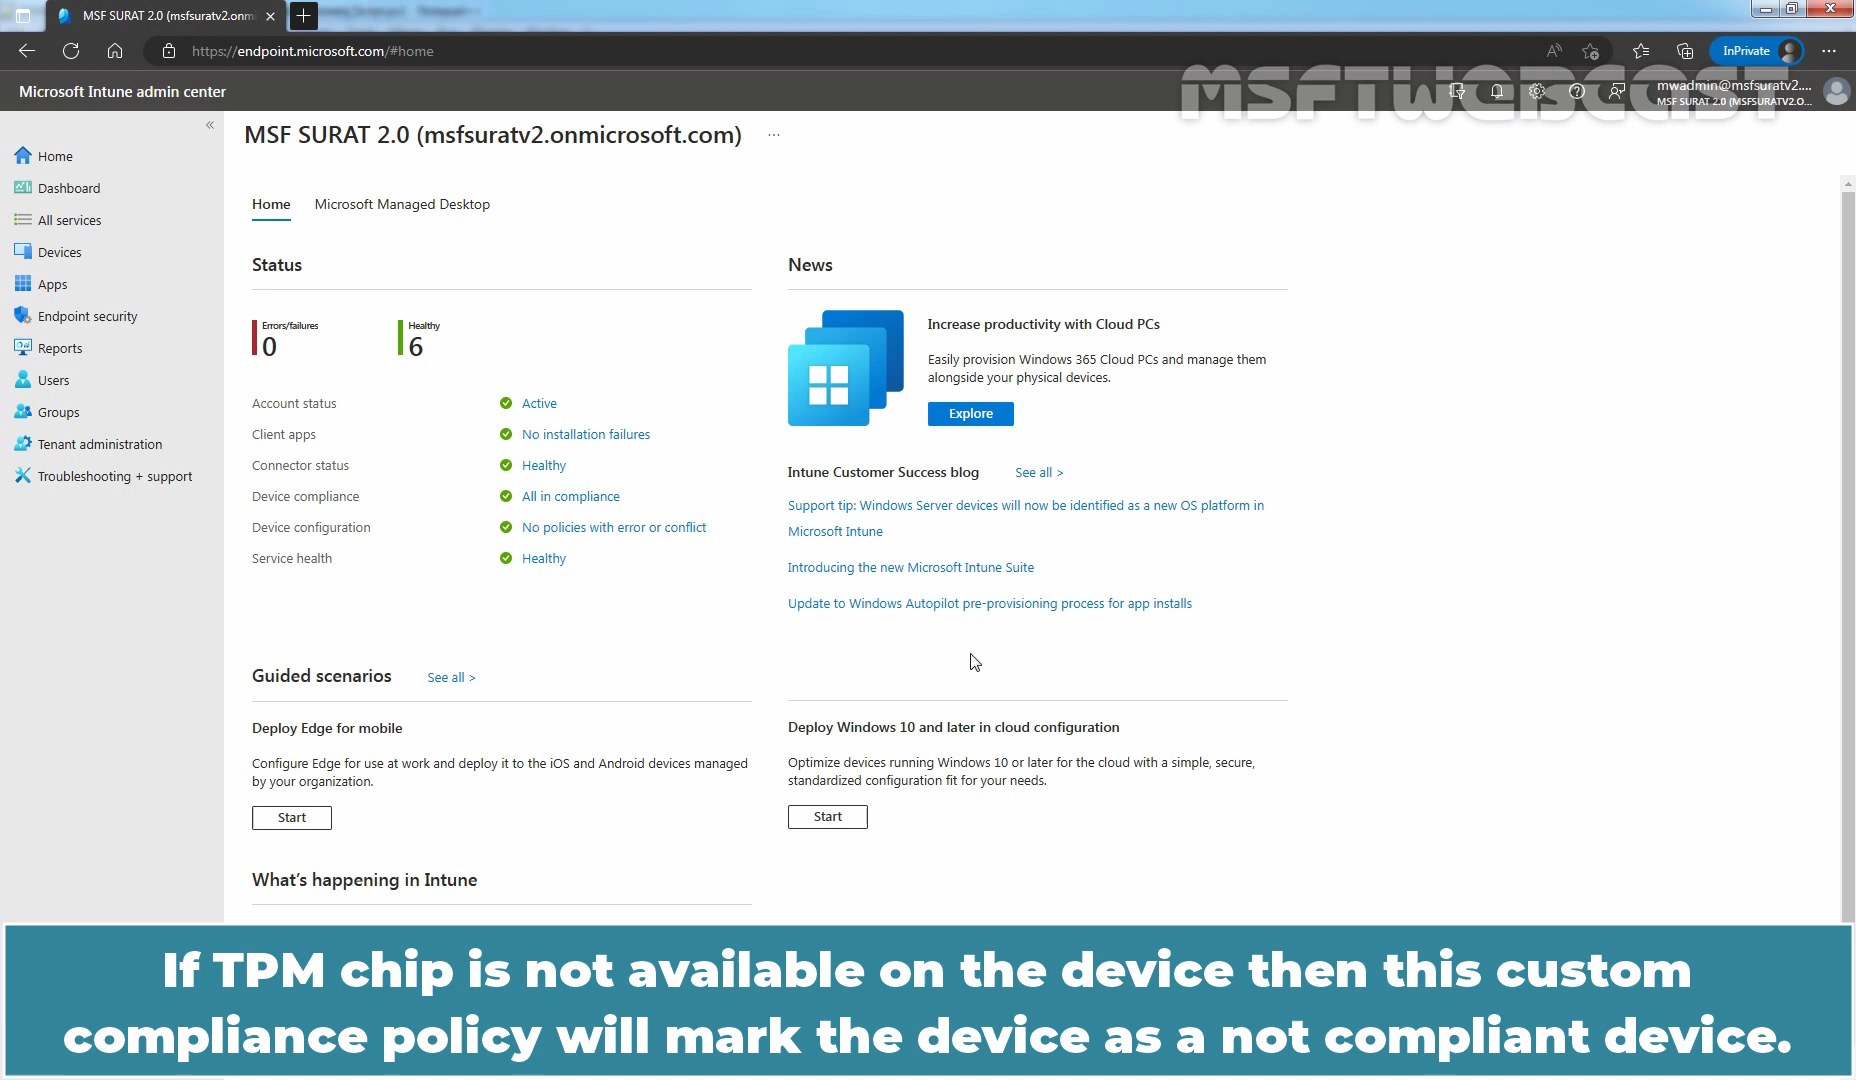 MSF SURAT 2.0 (msfsuratv2.onm
https://endpoint.microsoft.com/#home
InPrivate
Microsoft Intune admin center
MSFTWEBCAST
mwadmin@msfsuratv2....
MSF SURAT 2.0 (MSFSURATV2.O...
MSF SURAT 2.0 (msfsuratv2.onmicrosoft.com) ...
Home
Dashboard
All services
Devices
Apps
Endpoint security
Reports
Users
Groups
Tenant administration
Troubleshooting + support
Home Microsoft Managed Desktop
Status
Errors/failures
0
Healthy
6
Account status Active
Client apps No installation failures
Connector status Healthy
Device compliance All in compliance
Device configuration No policies with error or conflict
Service health Healthy
News
Increase productivity with Cloud PCs
Easily provision Windows 365 Cloud PCs and manage them
alongside your physical devices.
Explore
Intune Customer Success blog See all >
Support tip: Windows Server devices will now be identified as a new OS platform in
Microsoft Intune
Introducing the new Microsoft Intune Suite
Update to Windows Autopilot pre-provisioning process for app installs
Guided scenarios See all >
Deploy Edge for mobile
Configure Edge for use at work and deploy it to the iOS and Android devices managed
by your organization.
Start
Deploy Windows 10 and later in cloud configuration
Optimize devices running Windows 10 or later for the cloud with a simple, secure,
standardized configuration fit for your needs.
Start
What's happening in Intune
If TPM chip is not available on the device then this custom
compliance policy will mark the device as a not compliant device.